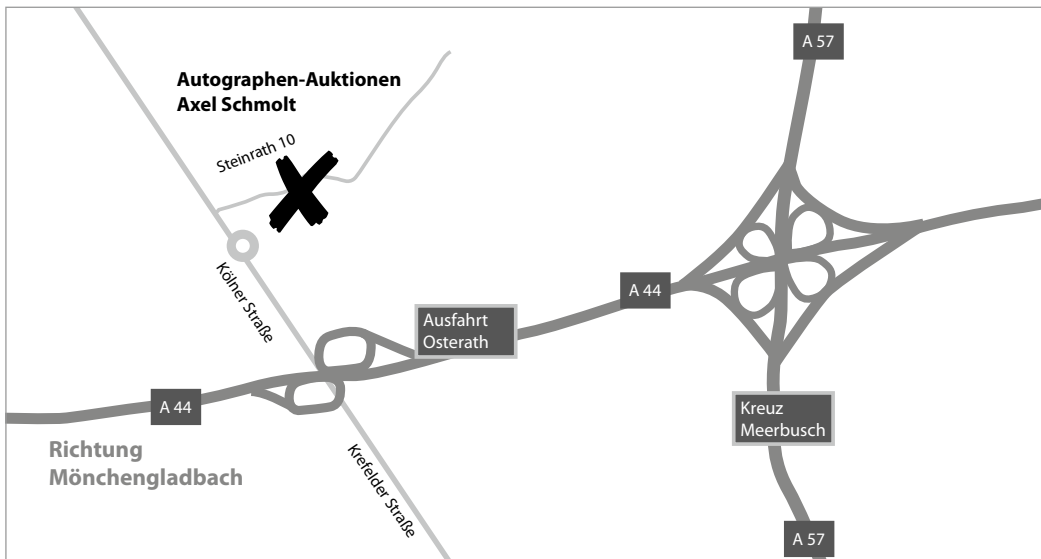 A 57
Autographen-Auktionen
Axel Schmolt
Steinrath 10
Kölner Straße
A 44
Ausfahrt
Osterath
A 44
Kreuz
Meerbusch
Richtung
Mönchengladbach
Krefelder Straße
A 57